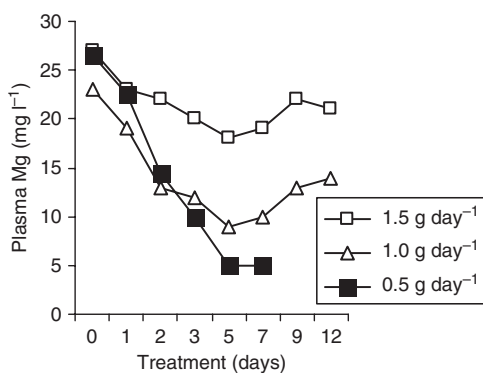 30
25
20
15
10
5
0
Plasma Mg (mg l⁻¹)
0 1 2 3 5 7 9 12
Treatment (days)
1.5 g day⁻¹
1.0 g day⁻¹
0.5 g day⁻¹